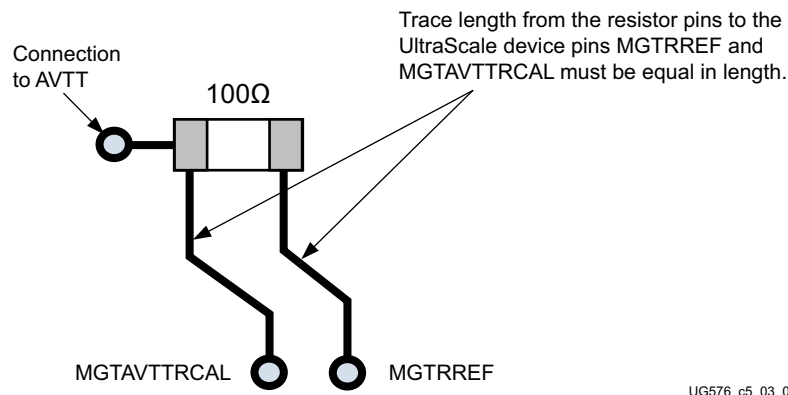 Trace length from the resistor pins to the
UltraScale device pins MGTRREF and
MGTAVTTRCAL must be equal in length.
Connection
to AVTT
100Ω
MGTAVTTRCAL
MGTRREF